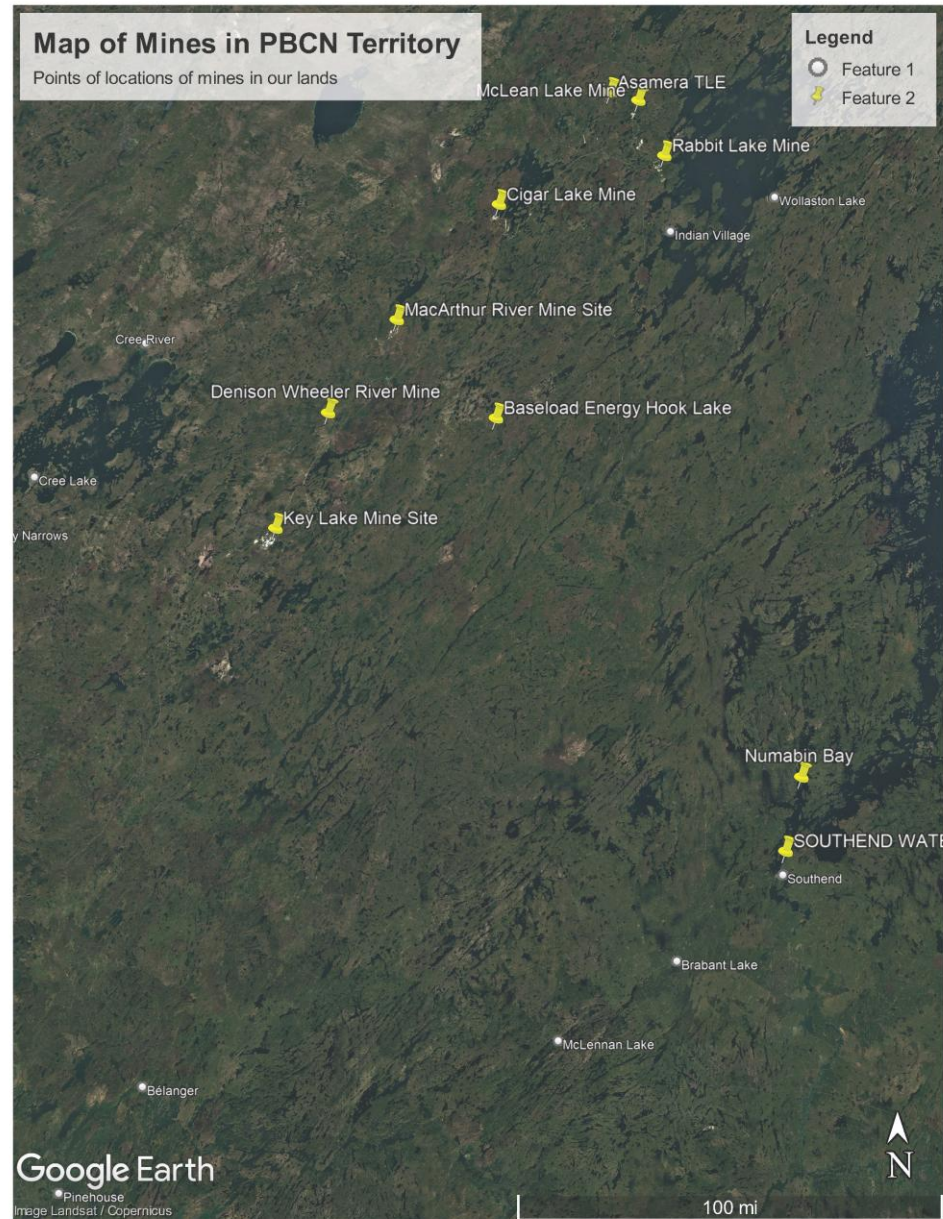 Map of Mines in PBCN Territory
Points of locations of mines in our lands
Legend
Feature 1
Feature 2
McLean Lake Mine
Asamera TLE
Rabbit Lake Mine
Cigar Lake Mine
Wollaston Lake
Indian Village
MacArthur River Mine Site
Cree River
Denison Wheeler River Mine
Baseload Energy Hook Lake
Cree Lake
Key Lake Mine Site
y Narrows
Numabin Bay
SOUTHEND WATE
Southend
Brabant Lake
McLennan Lake
Bélanger
Google Earth
N
Pinehouse
Image Landsat / Copernicus
100 mi